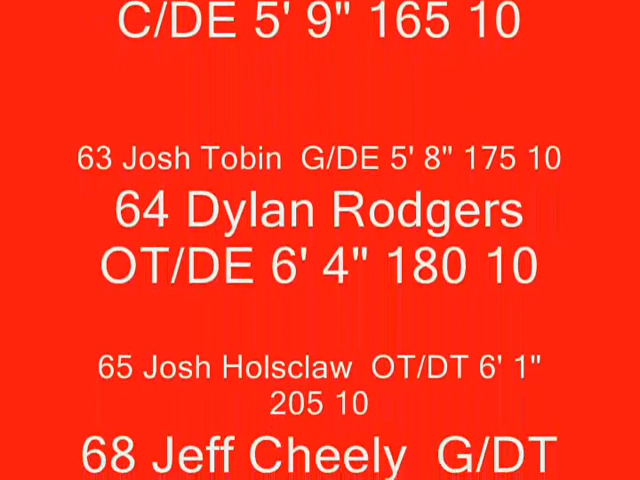 C/DE 5' 9" 165 10
63 Josh Tobin  G/DE 5' 8" 175 10
64 Dylan Rodgers
OT/DE 6' 4" 180 10
65 Josh Holsclaw  OT/DT 6' 1"
205 10
68 Jeff Cheely  G/DT